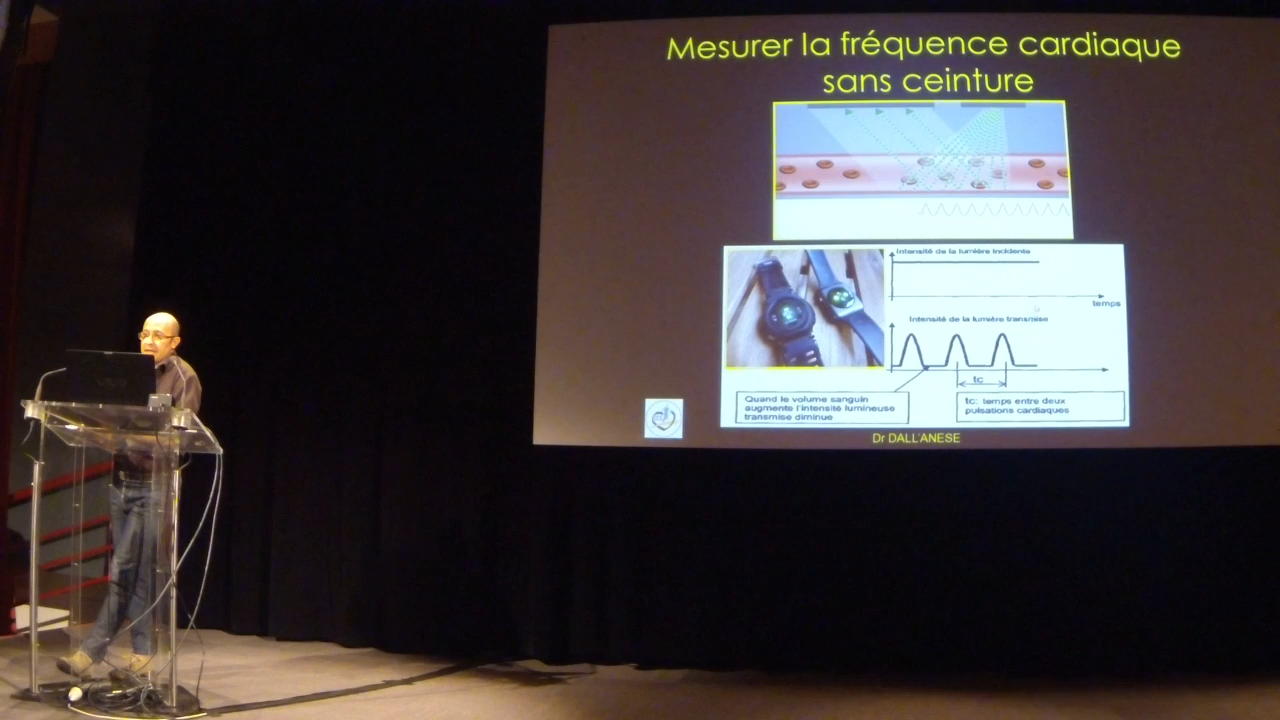 Mesurer la fréquence cardiaque
sans ceinture
Intensité de la lumière incidente
temps
Intensité de la lumière transmise
tc
Quand le volume sanguin
augmente l'intensité lumineuse
transmise diminue
tc: temps entre deux
pulsations cardiaques
Dr DALL'ANESE
VAIO